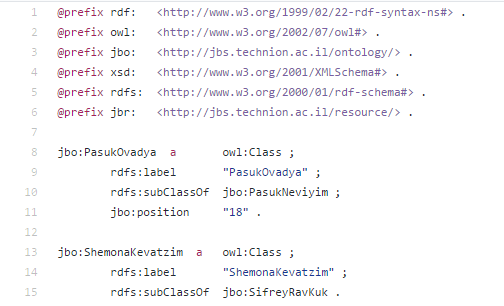 1 @prefix rdf: <http://www.w3.org/1999/02/22-rdf-syntax-ns#> .
2 @prefix owl: <http://www.w3.org/2002/07/owl#> .
3 @prefix jbo: <http://jbs.technion.ac.il/ontology/> .
4 @prefix xsd: <http://www.w3.org/2001/XMLSchema#> .
5 @prefix rdfs: <http://www.w3.org/2000/01/rdf-schema#> .
6 @prefix jbr: <http://jbs.technion.ac.il/resource/> .
7
8 jbo:PasukOvadya a owl:Class ;
9 rdfs:label "PasukOvadya" ;
10 rdfs:subClassOf jbo:PasukNeviyim ;
11 jbo:position "18" .
12
13 jbo:ShemonaKevatzim a owl:Class ;
14 rdfs:label "ShemonaKevatzim" ;
15 rdfs:subClassOf jbo:SifreyRavKuk .